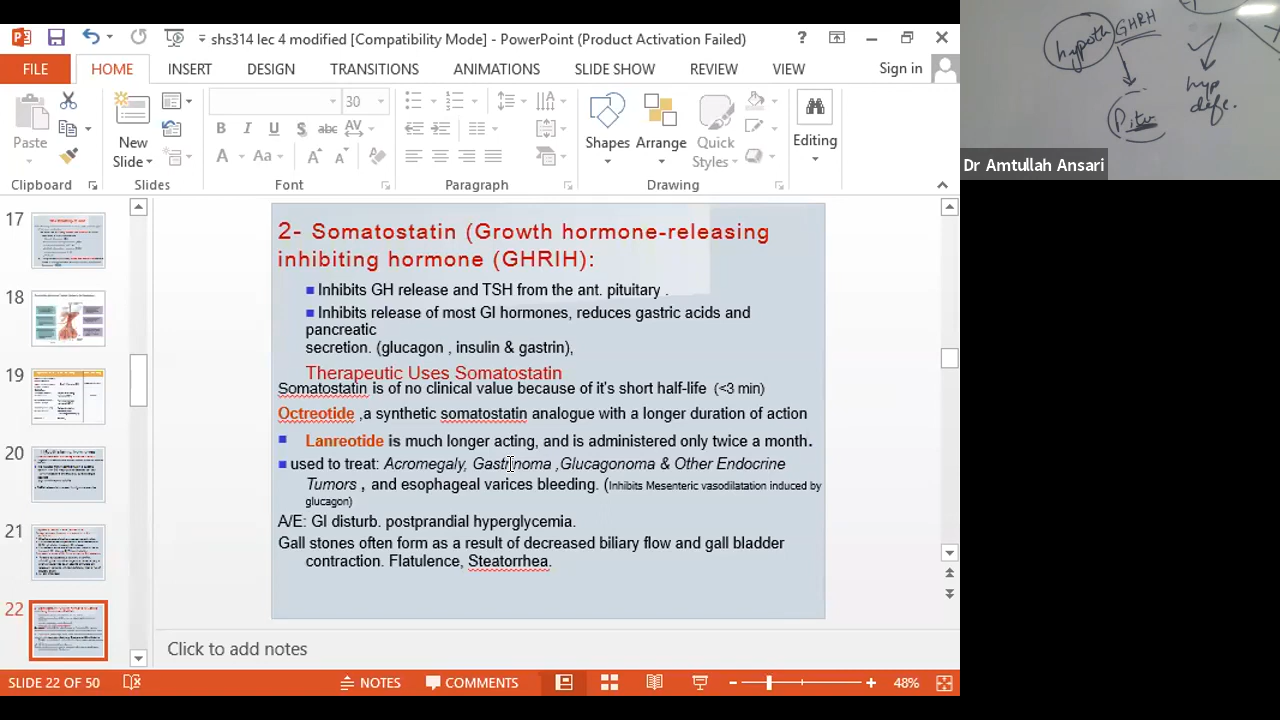 shs314 lec 4 modified [Compatibility Mode] - PowerPoint (Product Activation Failed)
FILE HOME INSERT DESIGN TRANSITIONS ANIMATIONS SLIDE SHOW REVIEW VIEW Sign in
30
Paste
New Slide
Shapes Arrange Quick Styles
Editing
Clipboard Slides Font Paragraph Drawing
17
18
19
20
21
22
2- Somatostatin (Growth hormone-releasing
inhibiting hormone (GHRIH):
Inhibits GH release and TSH from the ant. pituitary .
Inhibits release of most GI hormones, reduces gastric acids and
pancreatic
secretion. (glucagon , insulin & gastrin),
Therapeutic Uses Somatostatin
Somatostatin is of no clinical value because of it's short half-life (<3 min)
Octreotide ,a synthetic somatostatin analogue with a longer duration of action
Lanreotide is much longer acting, and is administered only twice a month.
used to treat: Acromegaly, Gastrinoma ,Glucagonoma & Other Endocrine
Tumors , and esophageal varices bleeding. (Inhibits Mesenteric vasodilatation induced by
glucagon)
A/E: GI disturb. postprandial hyperglycemia.
Gall stones often form as a result of decreased biliary flow and gall bladder
contraction. Flatulence, Steatorrhea.
Click to add notes
SLIDE 22 OF 50 NOTES COMMENTS 48%
hypoth GHRH
hyp
Dr Amtullah Ansari